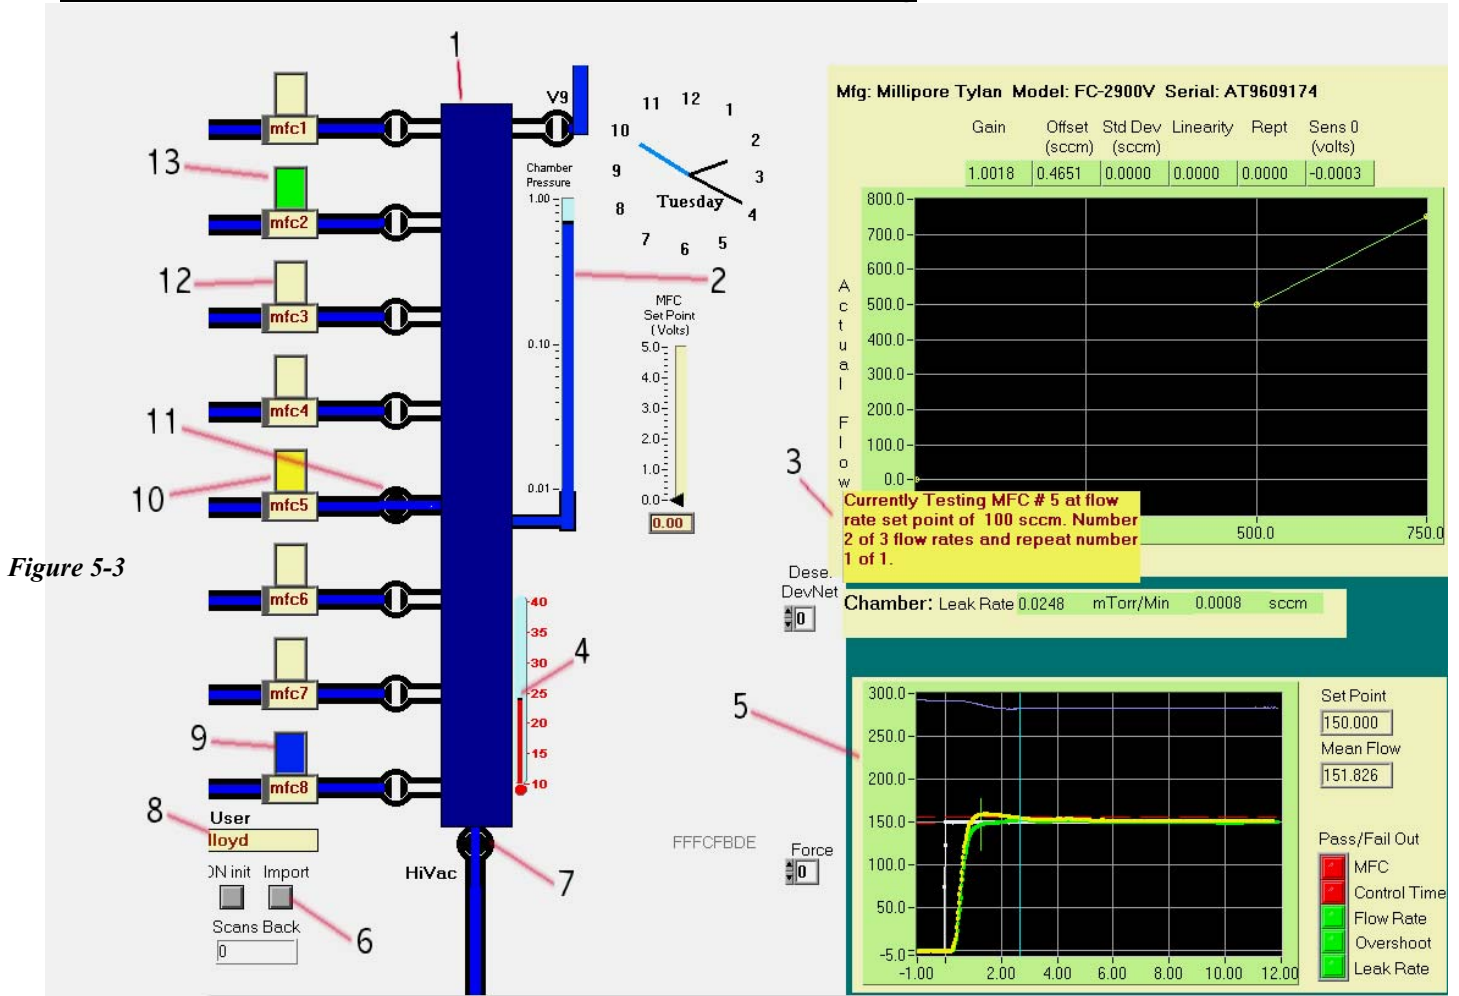 1
mfc1
V9
13
mfc2
12
mfc3
mfc4
11
10
mfc5
Figure 5-3
mfc6
mfc7
9
mfc8
8
User
lloyd
ON init Import
Scans Back
0
6
HiVac
7
Chamber
Pressure
1.00
0.10
0.01
2
11 12 1
10 2
9 3
8 Tuesday 4
7 6 5
MFC
Set Point
(Volts)
5.0
4.0
3.0
2.0
1.0
0.0
0.00
40
35
30
25
20
15
10
4
FFFCFBDE
DevNet
0
Force
0
3
5
Mfg: Millipore Tylan Model: FC-2900V Serial: AT9609174
Gain Offset Std Dev Linearity Rept Sens 0
(sccm) (sccm) (volts)
1.0018 0.4651 0.0000 0.0000 0.0000 -0.0003
Actual Flow
800.0
700.0
600.0
500.0
400.0
300.0
200.0
100.0
0.0
500.0 750.0
Currently Testing MFC # 5 at flow
rate set point of 100 sccm. Number
2 of 3 flow rates and repeat number
1 of 1.
Chamber: Leak Rate 0.0248 mTorr/Min 0.0008 sccm
300.0
250.0
200.0
150.0
100.0
50.0
-5.0
-1.00 2.00 4.00 6.00 8.00 10.00 12.00
Set Point
150.000
Mean Flow
151.826
Pass/Fail Out
MFC
Control Time
Flow Rate
Overshoot
Leak Rate